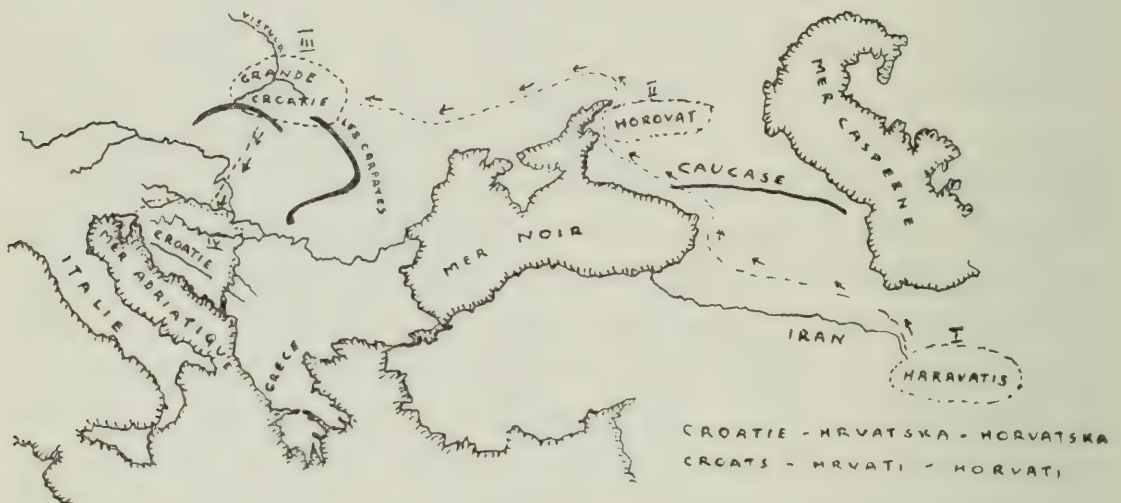 VISTULA
III
GRANDE
CROATIE
LES CARPATES
II
HOROVAT
CAUCASE
MER CASPERNE
IV
CROATIE
MER NOIR
ITALIE
MER ADRIATIQUE
GRECE
IRAN
I
HARAVATIS
CROATIE - HRVATSKA - HORVATSKA
CROATS - HRVATI - HORVATI